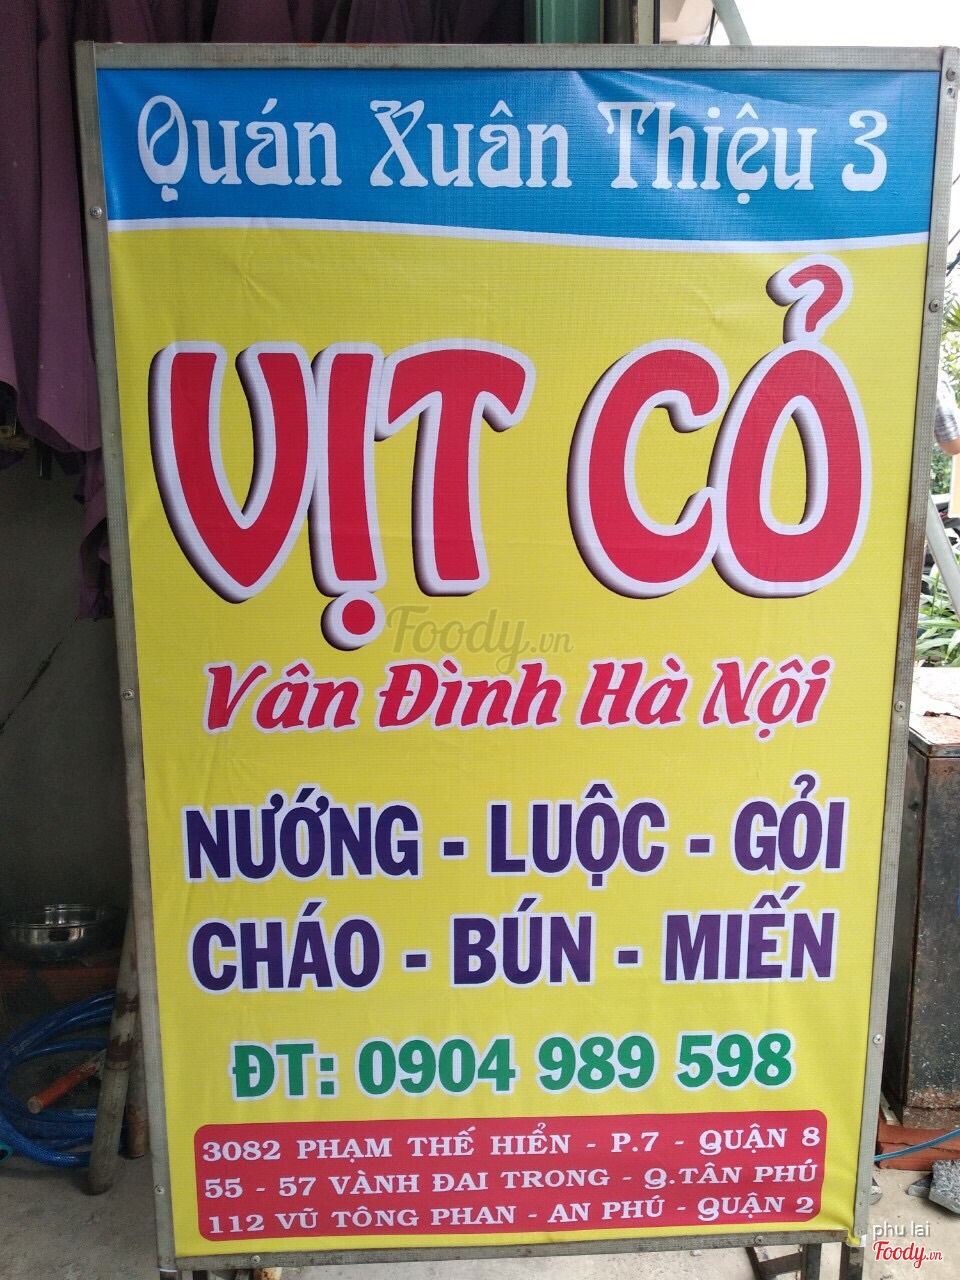 Quán Xuân Thiệu 3
VỊT CỎ
Foody.vn
Vân Đình Hà Nội
NƯỚNG - LUỘC - GỎI
CHÁO - BÚN - MIẾN
ĐT: 0904 989 598
3082 PHẠM THẾ HIỂN - P.7 - QUẬN 8
55 - 57 VÀNH ĐAI TRONG - Q.TÂN PHÚ
112 VŨ TÔNG PHAN - AN PHÚ - QUẬN 2
phu lai
Foody.vn